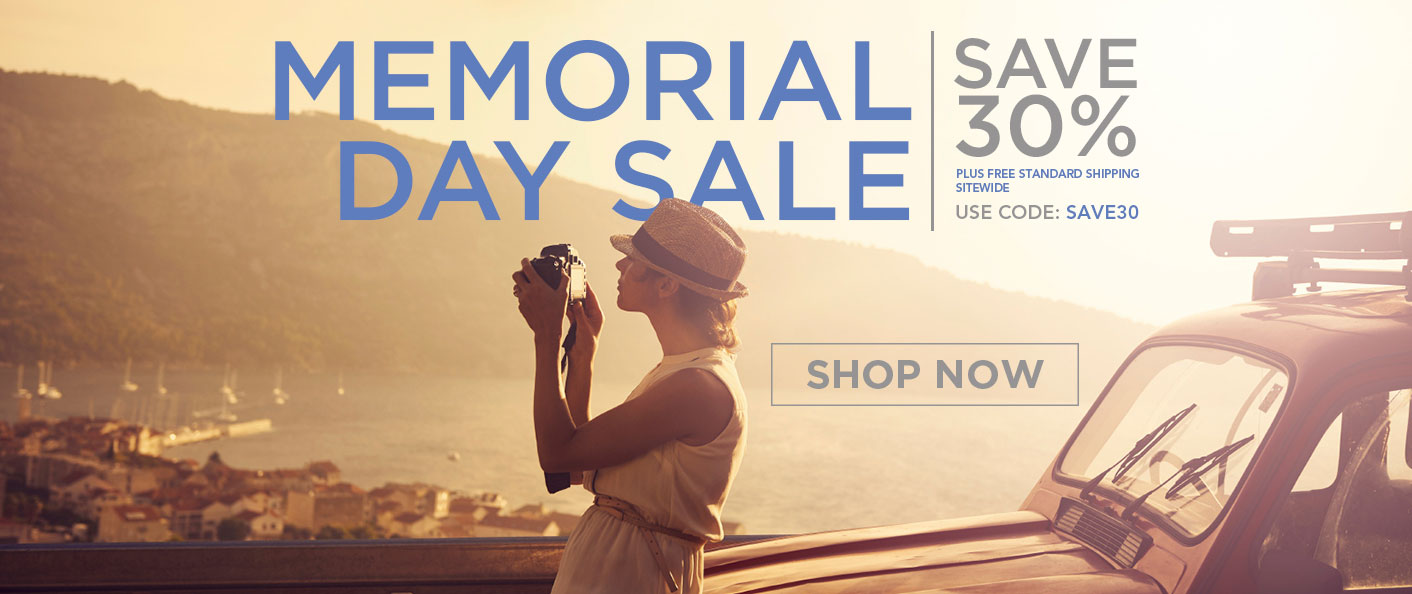 MEMORIAL
DAY SALE
SAVE
30%
PLUS FREE STANDARD SHIPPING
SITEWIDE
USE CODE: SAVE30
SHOP NOW